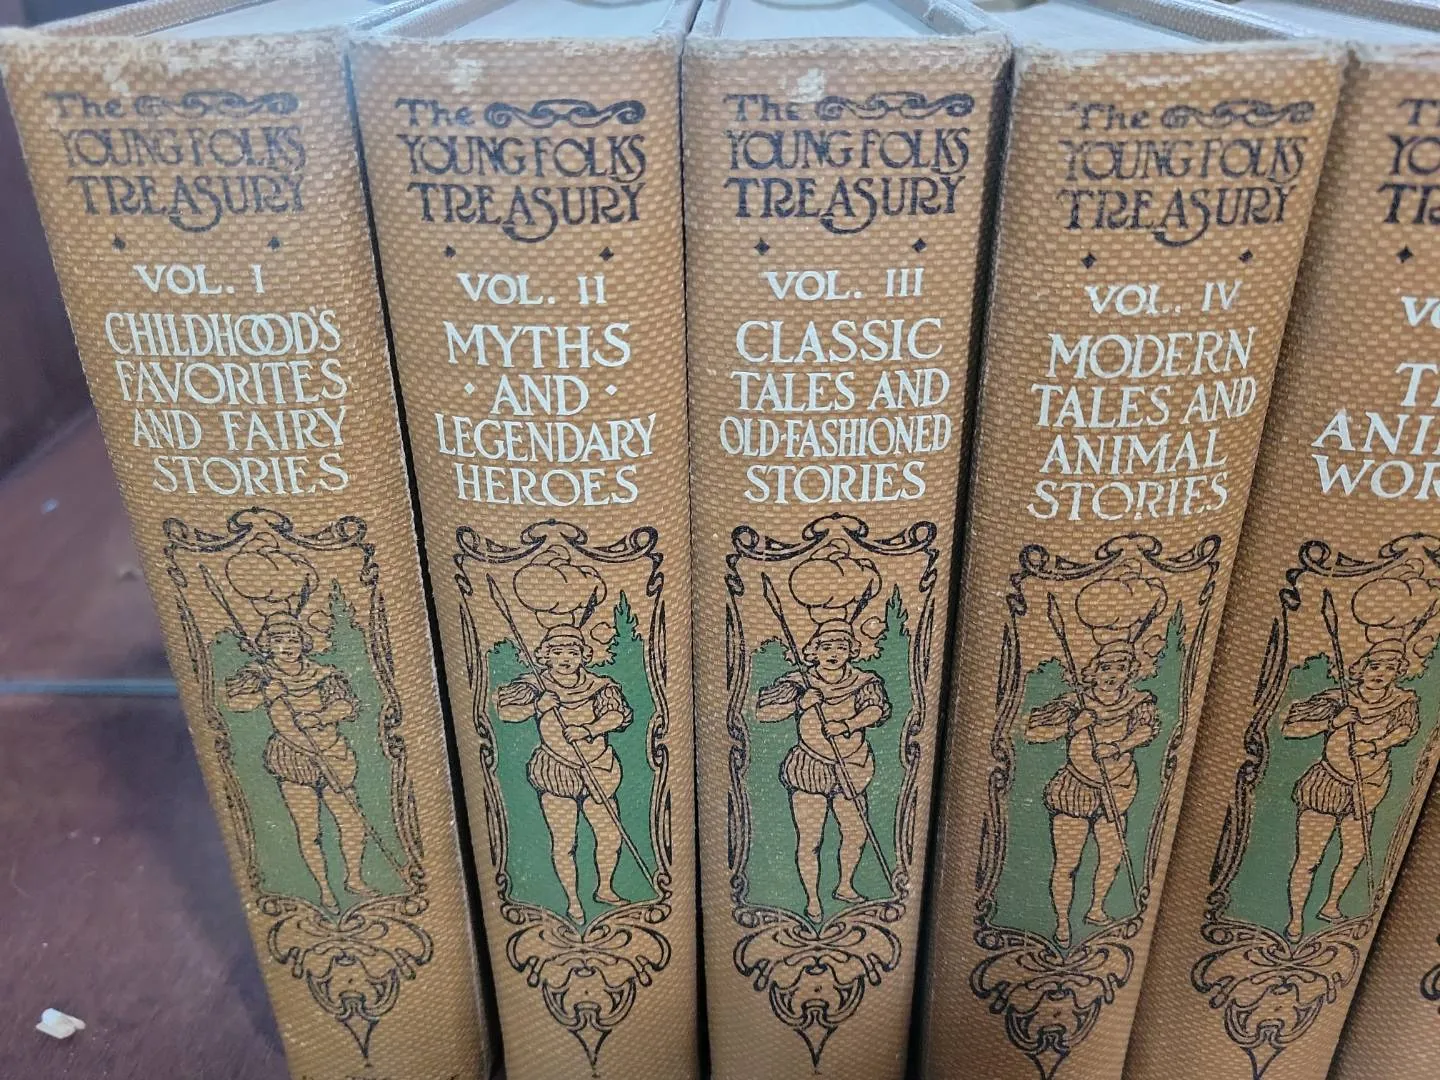 The
YOUNG FOLKS
TREASURY
VOL. I
CHILDHOOD'S
FAVORITES
AND FAIRY
STORIES
The
YOUNG FOLKS
TREASURY
VOL. II
MYTHS
· AND ·
LEGENDARY
HEROES
The
YOUNG FOLKS
TREASURY
VOL. III
CLASSIC
TALES AND
OLD-FASHIONED
STORIES
The
YOUNG FOLKS
TREASURY
VOL. IV
MODERN
TALES AND
ANIMAL
STORIES